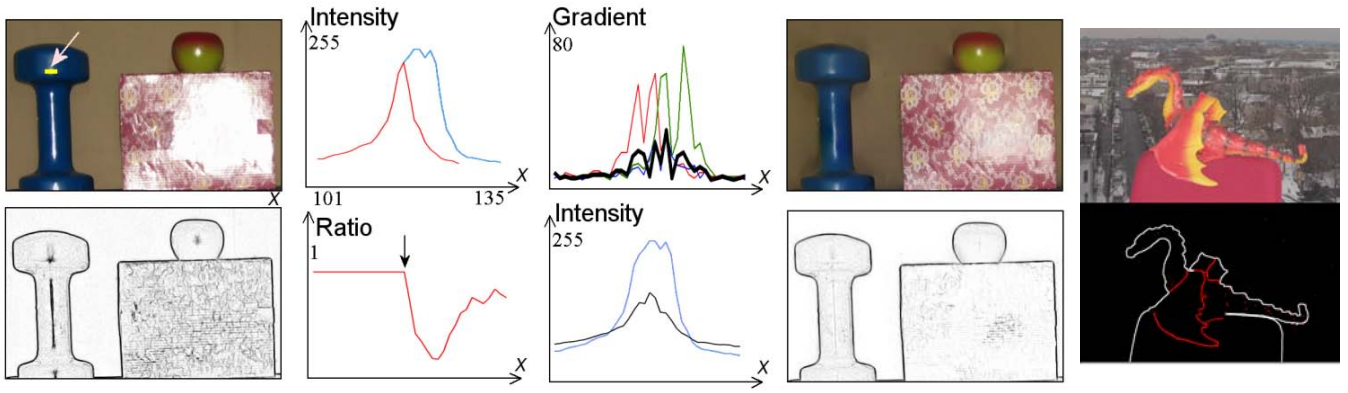 Intensity
255
X
101
135
Gradient
80
X
X
Ratio
1
X
Intensity
255
X